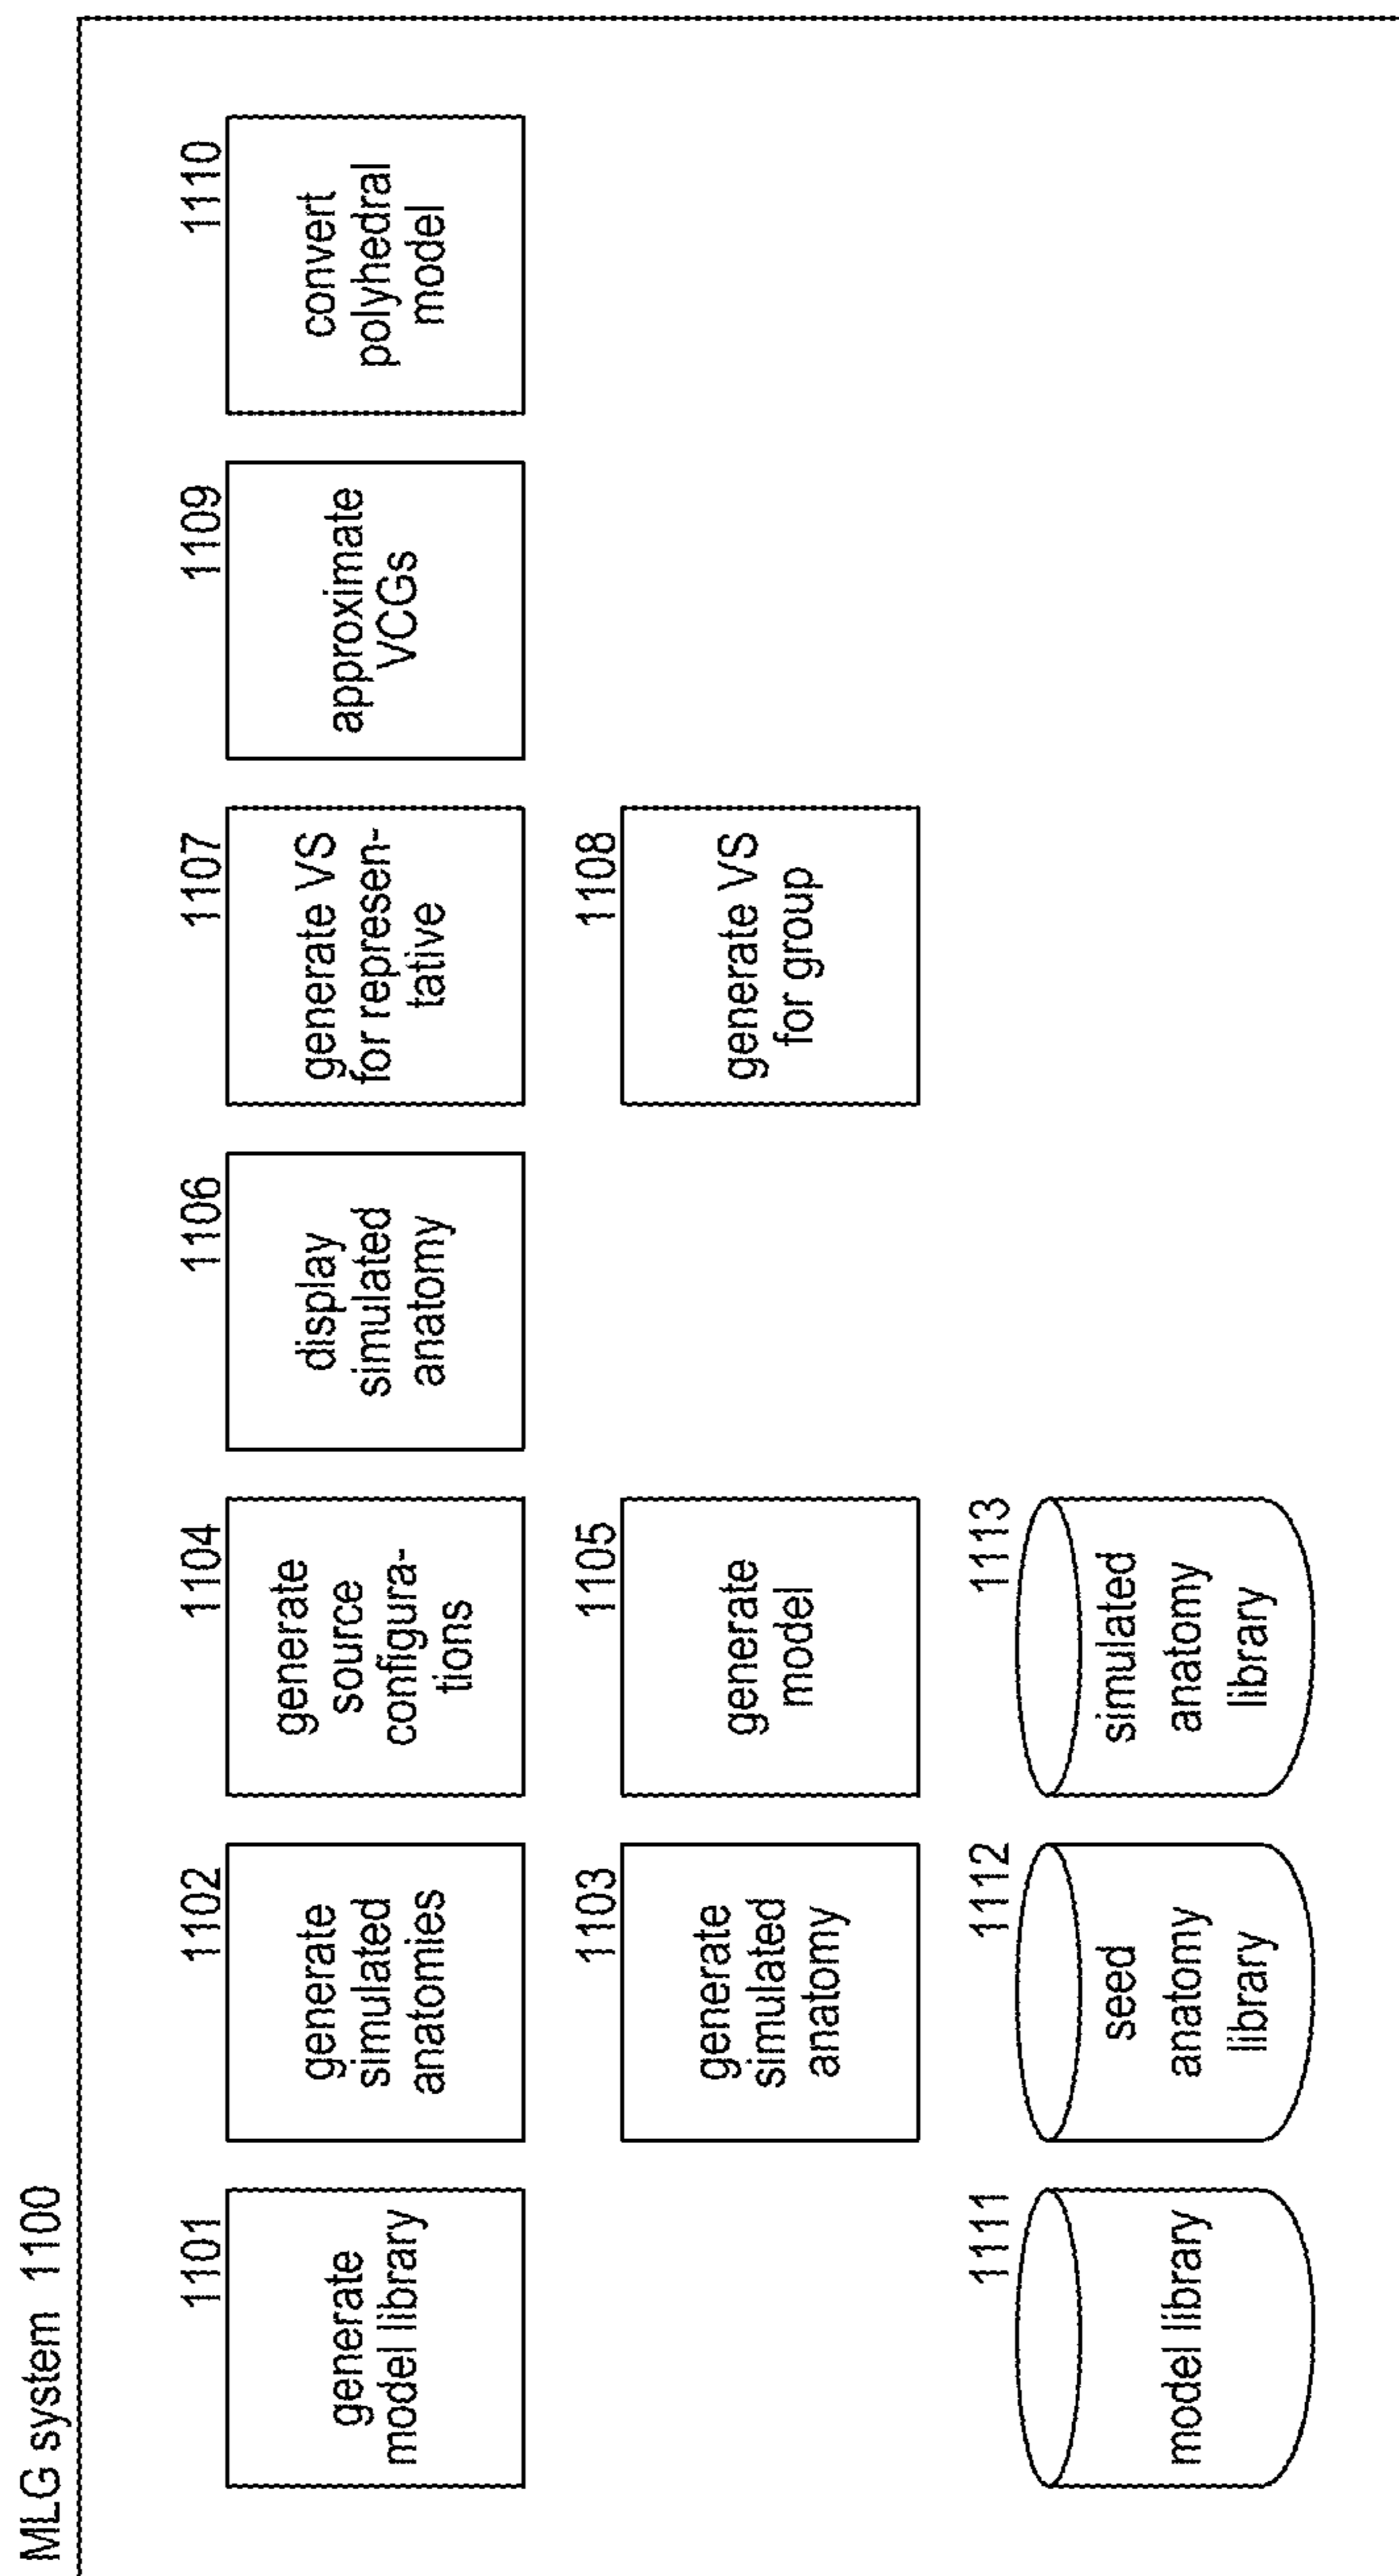 MLG system 1100
1101
generate
model library
1102
generate
simulated
anatomies
1104
generate
source
configura-
tions
1106
display
simulated
anatomy
1107
generate VS
for represen-
tative
1109
approximate
VCGs
1110
convert
polyhedral
model
1103
generate
simulated
anatomy
1105
generate
model
1108
generate VS
for group
1111
model library
1112
seed
anatomy
library
1113
simulated
anatomy
library